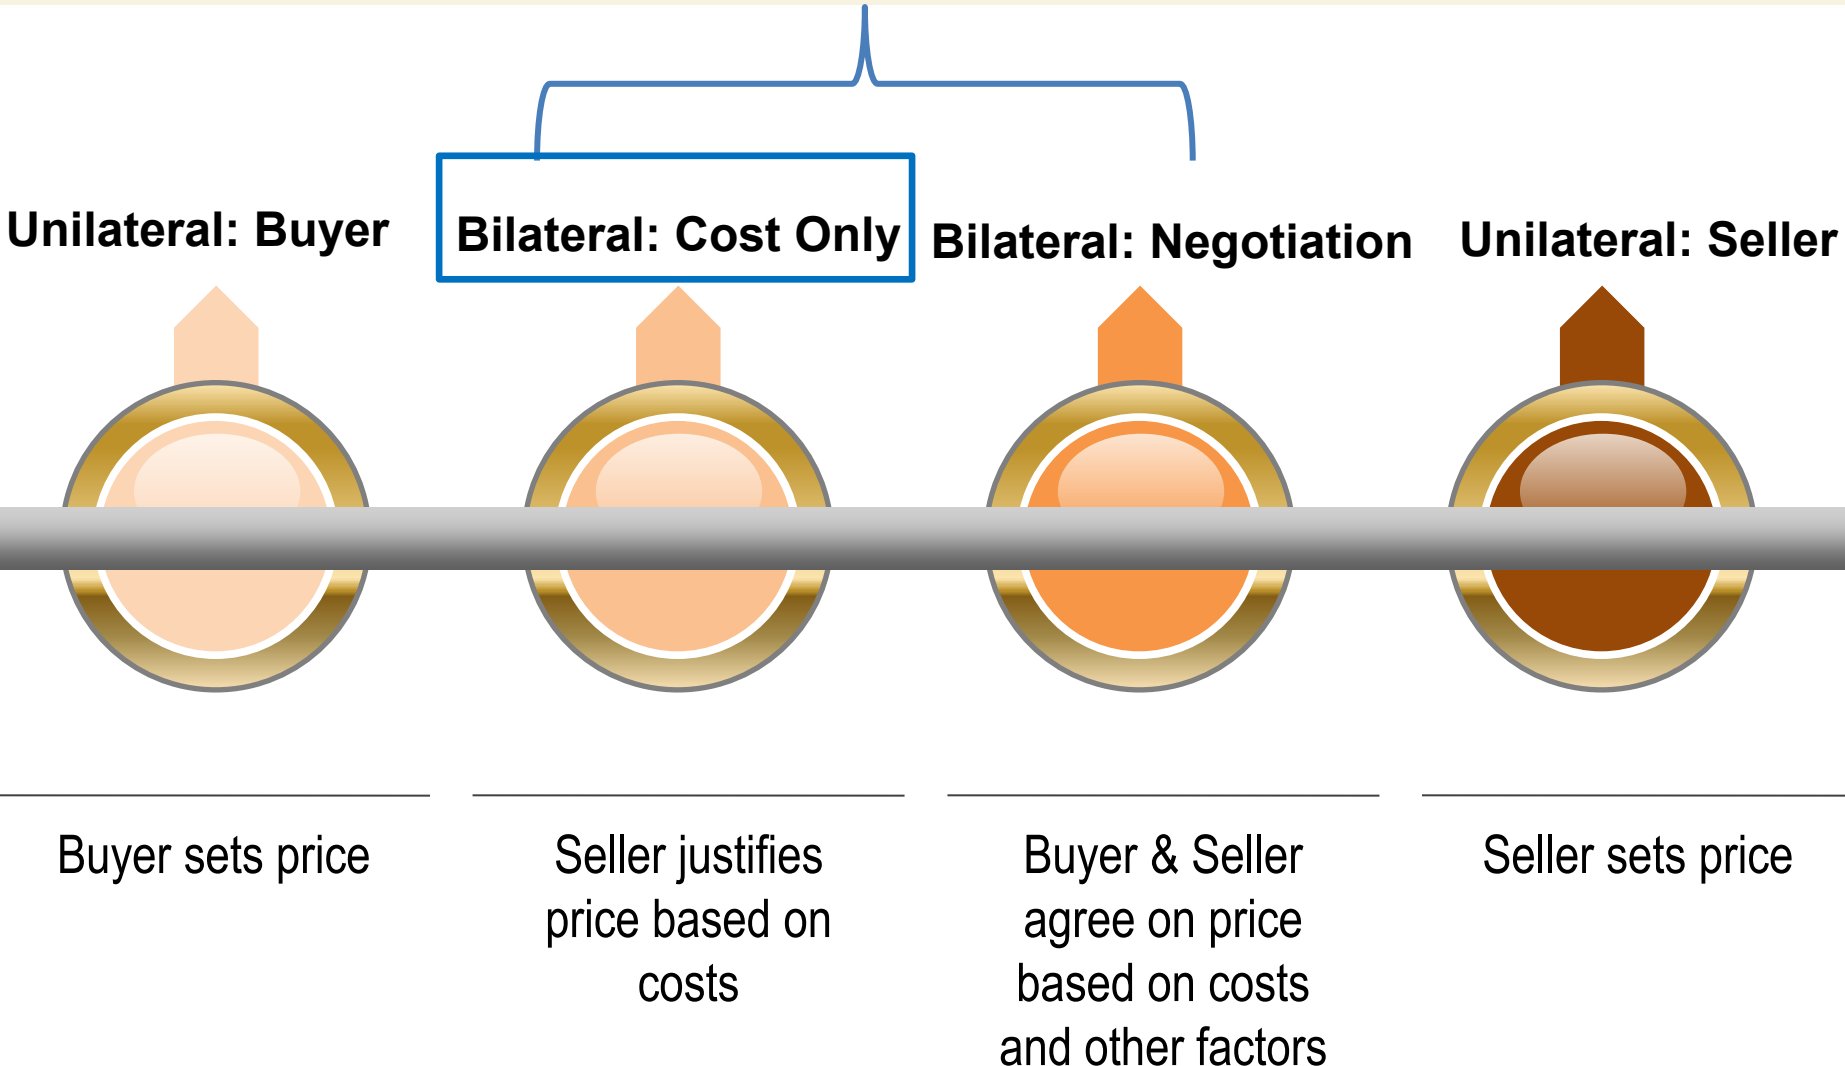 Unilateral: Buyer
Bilateral: Cost Only
Bilateral: Negotiation
Unilateral: Seller
Buyer sets price
Seller justifies
price based on
costs
Buyer & Seller
agree on price
based on costs
and other factors
Seller sets price